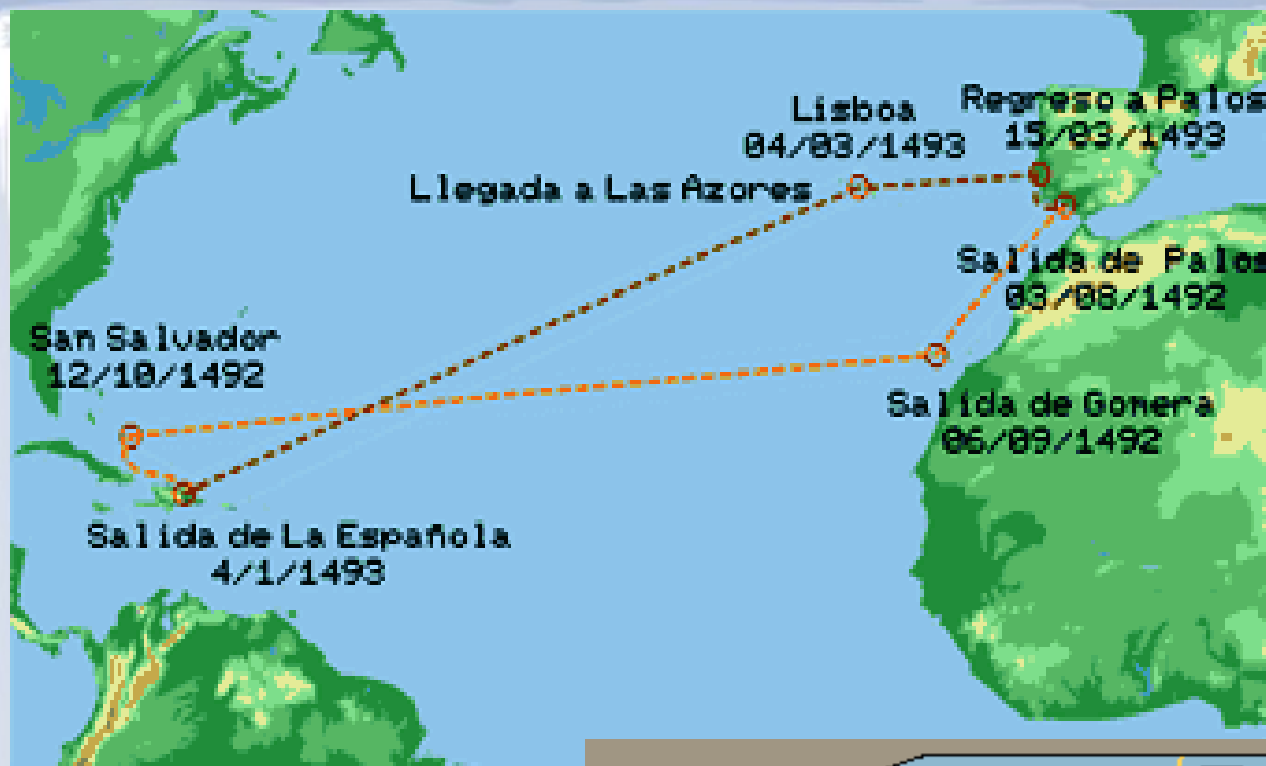 Lisboa
04/03/1493
Regreso a Palos
15/03/1493
Llegada a Las Azores
Salida de Palos
03/08/1492
San Salvador
12/10/1492
Salida de Gomera
06/09/1492
Salida de La Española
4/1/1493